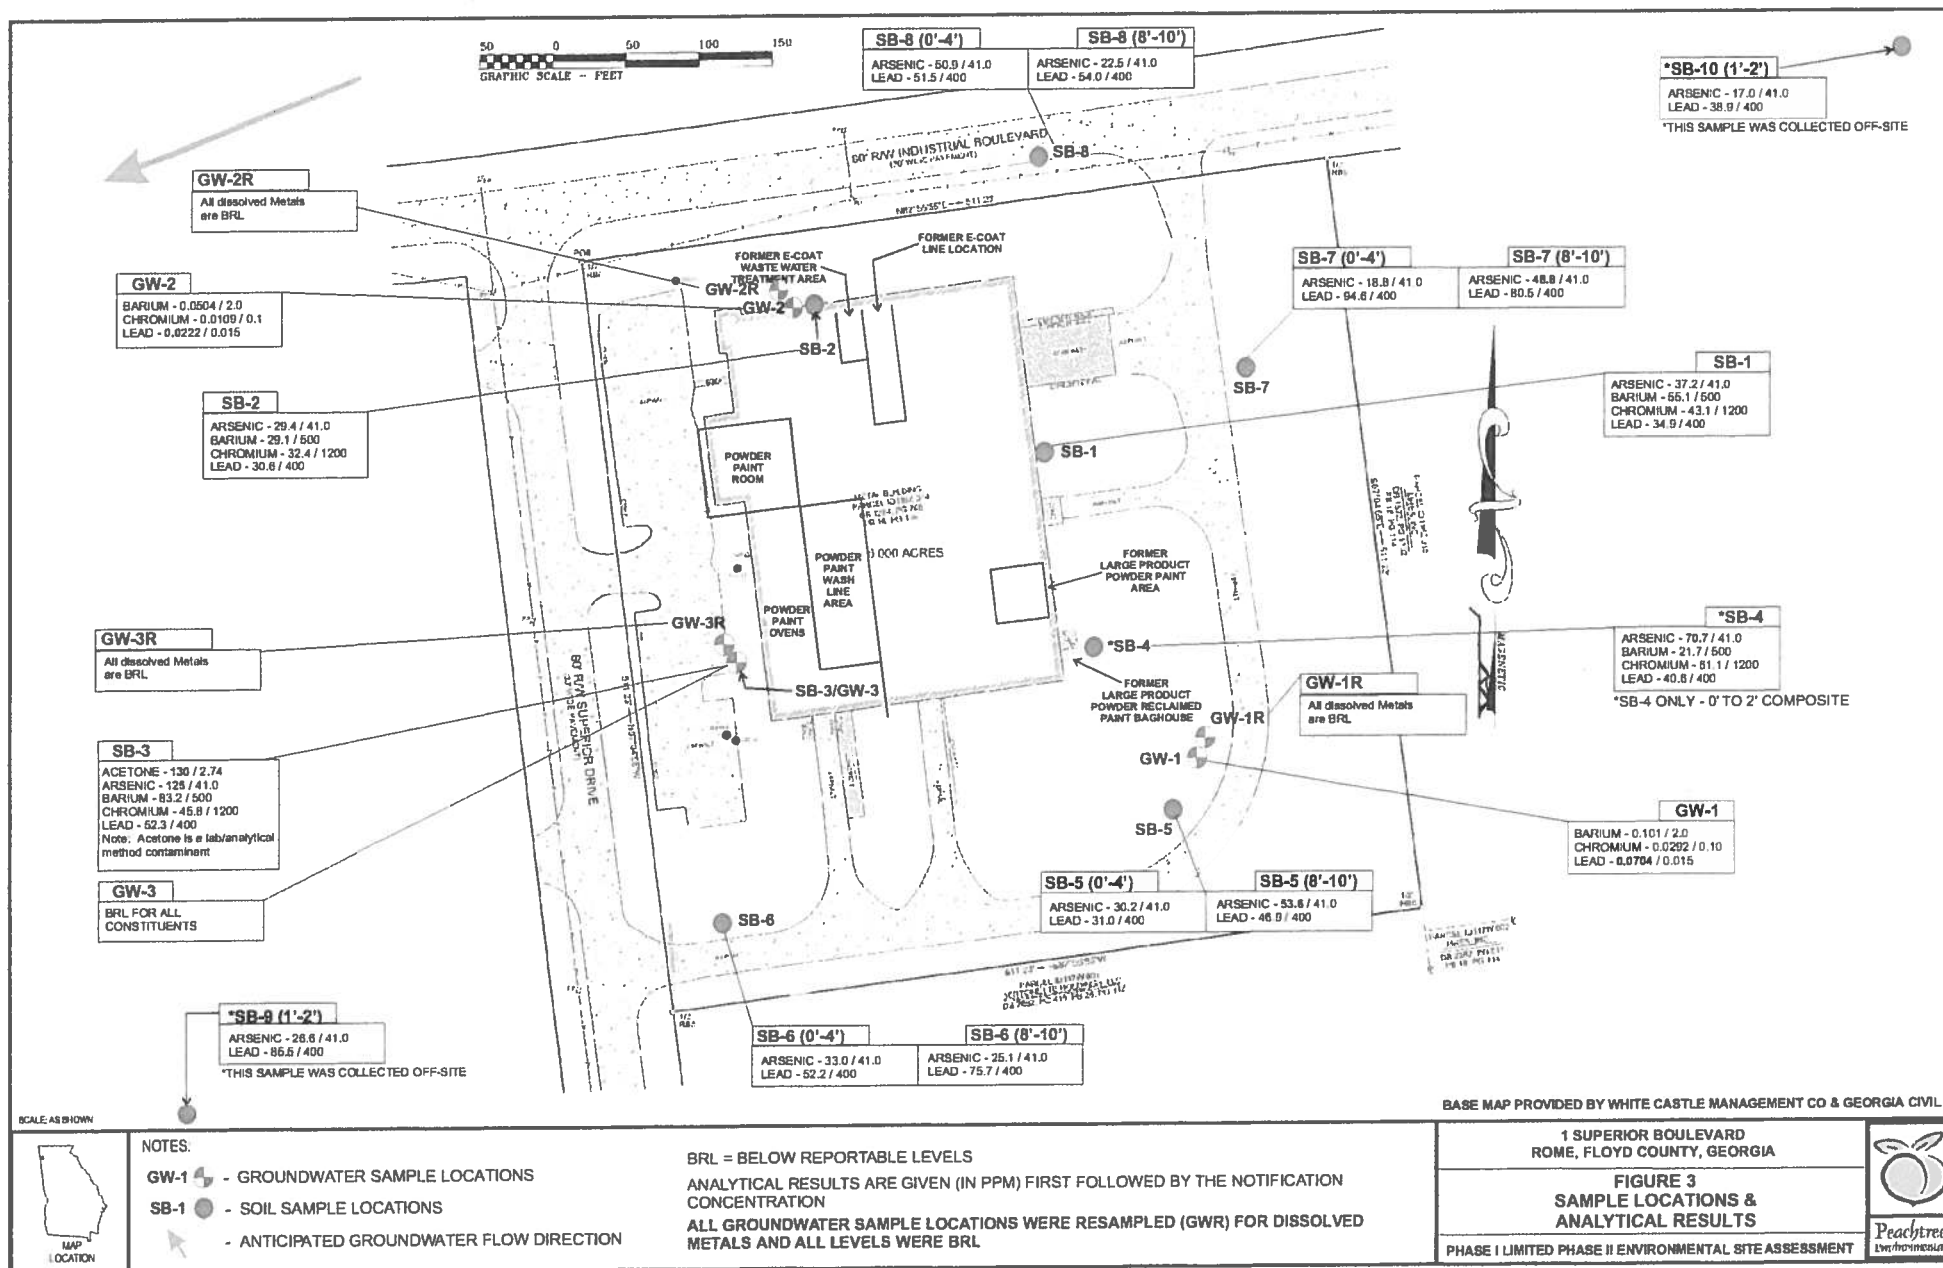 50 0 50 100 150
GRAPHIC SCALE -- FEET
SB-8 (0'-4')
ARSENIC - 50.9 / 41.0
LEAD - 51.5 / 400
SB-8 (8'-10')
ARSENIC - 22.5 / 41.0
LEAD - 54.0 / 400
*SB-10 (1'-2')
ARSENIC - 17.0 / 41.0
LEAD - 38.9 / 400
*THIS SAMPLE WAS COLLECTED OFF-SITE
60' R/W INDUSTRIAL BOULEVARD
SB-8
GW-2R
All dissolved Metals
are BRL
FORMER E-COAT
LINE LOCATION
FORMER E-COAT
WASTE WATER
TREATMENT AREA
GW-2R
GW-2
SB-2
SB-7 (0'-4')
ARSENIC - 18.8 / 41.0
LEAD - 94.6 / 400
SB-7 (8'-10')
ARSENIC - 48.8 / 41.0
LEAD - 80.5 / 400
GW-2
BARIUM - 0.0504 / 2.0
CHROMIUM - 0.0109 / 0.1
LEAD - 0.0222 / 0.015
SB-7
SB-1
ARSENIC - 37.2 / 41.0
BARIUM - 55.1 / 500
CHROMIUM - 43.1 / 1200
LEAD - 34.9 / 400
SB-2
ARSENIC - 29.4 / 41.0
BARIUM - 29.1 / 500
CHROMIUM - 32.4 / 1200
LEAD - 30.6 / 400
SB-1
POWDER
PAINT
ROOM
METAL BUILDING
ACRES
POWDER
PAINT
WASH
LINE
AREA
POWDER
PAINT
OVENS
FORMER
LARGE PRODUCT
POWDER PAINT
AREA
GW-3R
GW-3R
All dissolved Metals
are BRL
*SB-4
*SB-4
ARSENIC - 70.7 / 41.0
BARIUM - 21.7 / 500
CHROMIUM - 61.1 / 1200
LEAD - 40.6 / 400
*SB-4 ONLY - 0' TO 2' COMPOSITE
MAGNETIC
SB-3/GW-3
FORMER
LARGE PRODUCT
POWDER RECLAIMED
PAINT BAGHOUSE
GW-1R
All dissolved Metals
are BRL
GW-1R
GW-1
80' R/W SUPERIOR DRIVE
SB-3
ACETONE - 130 / 2.74
ARSENIC - 125 / 41.0
BARIUM - 83.2 / 500
CHROMIUM - 45.8 / 1200
LEAD - 52.3 / 400
Note: Acetone is a lab/analytical
method contaminant
GW-1
BARIUM - 0.101 / 2.0
CHROMIUM - 0.0292 / 0.10
LEAD - 0.0704 / 0.015
SB-5
GW-3
BRL FOR ALL
CONSTITUENTS
SB-5 (0'-4')
ARSENIC - 30.2 / 41.0
LEAD - 31.0 / 400
SB-5 (8'-10')
ARSENIC - 53.6 / 41.0
LEAD - 46.9 / 400
SB-6
*SB-9 (1'-2')
ARSENIC - 26.6 / 41.0
LEAD - 85.5 / 400
*THIS SAMPLE WAS COLLECTED OFF-SITE
SB-6 (0'-4')
ARSENIC - 33.0 / 41.0
LEAD - 52.2 / 400
SB-6 (8'-10')
ARSENIC - 25.1 / 41.0
LEAD - 75.7 / 400
SCALE: AS SHOWN
BASE MAP PROVIDED BY WHITE CASTLE MANAGEMENT CO & GEORGIA CIVIL
MAP
LOCATION
NOTES:
GW-1 - GROUNDWATER SAMPLE LOCATIONS
SB-1 - SOIL SAMPLE LOCATIONS
- ANTICIPATED GROUNDWATER FLOW DIRECTION
BRL = BELOW REPORTABLE LEVELS
ANALYTICAL RESULTS ARE GIVEN (IN PPM) FIRST FOLLOWED BY THE NOTIFICATION
CONCENTRATION
ALL GROUNDWATER SAMPLE LOCATIONS WERE RESAMPLED (GWR) FOR DISSOLVED
METALS AND ALL LEVELS WERE BRL
1 SUPERIOR BOULEVARD
ROME, FLOYD COUNTY, GEORGIA
FIGURE 3
SAMPLE LOCATIONS &
ANALYTICAL RESULTS
PHASE I LIMITED PHASE II ENVIRONMENTAL SITE ASSESSMENT
Peachtree
Environmental